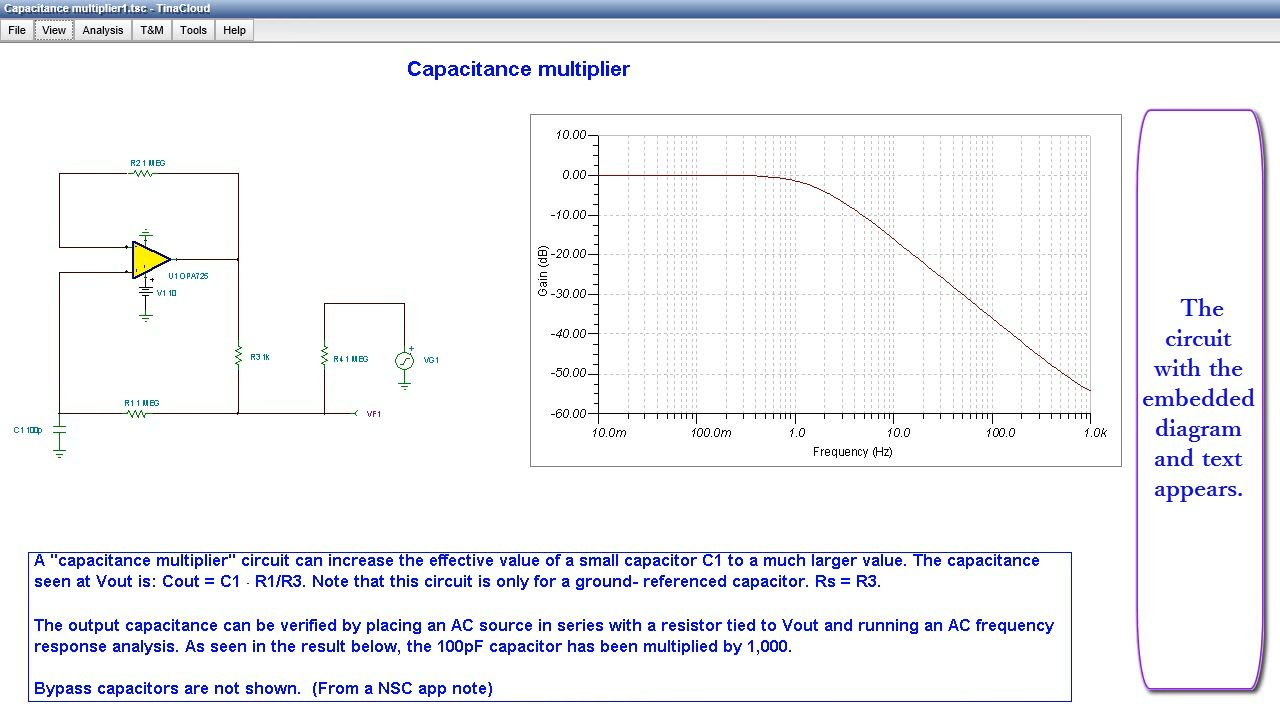 Capacitance multiplier1.tsc - TinaCloud
File View Analysis T&M Tools Help
Capacitance multiplier
R2 1 MEG
U1 OPA725
V1 10
R3 1k
R4 1 MEG
VG1
R1 1 MEG
VF1
C1 100p
10.00
0.00
-10.00
-20.00
-30.00
-40.00
-50.00
-60.00
Gain (dB)
10.0m 100.0m 1.0 10.0 100.0 1.0k
Frequency (Hz)
The
circuit
with the
embedded
diagram
and text
appears.
A "capacitance multiplier" circuit can increase the effective value of a small capacitor C1 to a much larger value. The capacitance
seen at Vout is: Cout = C1 · R1/R3. Note that this circuit is only for a ground- referenced capacitor. Rs = R3.
The output capacitance can be verified by placing an AC source in series with a resistor tied to Vout and running an AC frequency
response analysis. As seen in the result below, the 100pF capacitor has been multiplied by 1,000.
Bypass capacitors are not shown. (From a NSC app note)